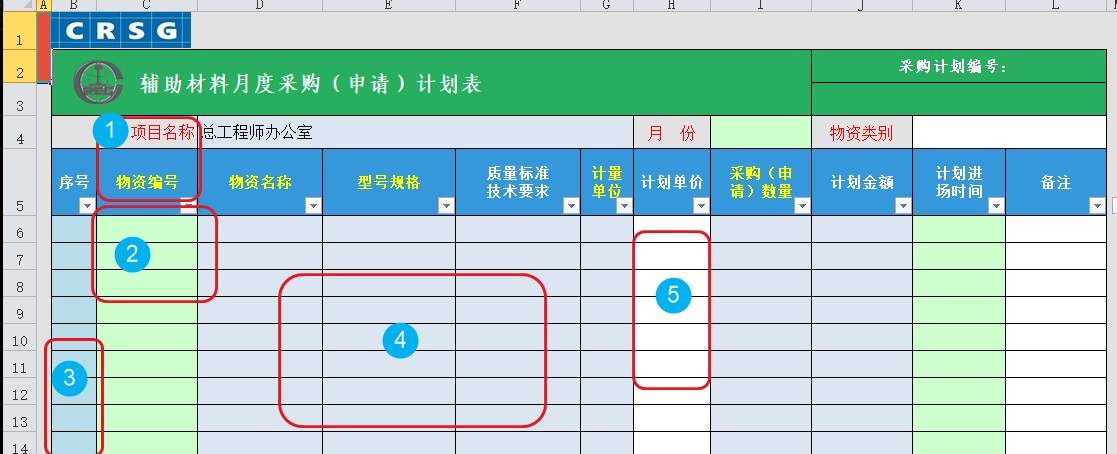 A B C D E F G H I J K L
1 CRSG
2 辅助材料月度采购（申请）计划表 采购计划编号：
CREC
3
4 1 项目名称 总工程师办公室 月 份 物资类别
5 序号 物资编号 物资名称 型号规格 质量标准 计量 计划单价 采购（申 计划金额 计划进 备注
技术要求 单位 请）数量 场时间
6
7 2
8 5
9
10 4
11 3
12
13
14